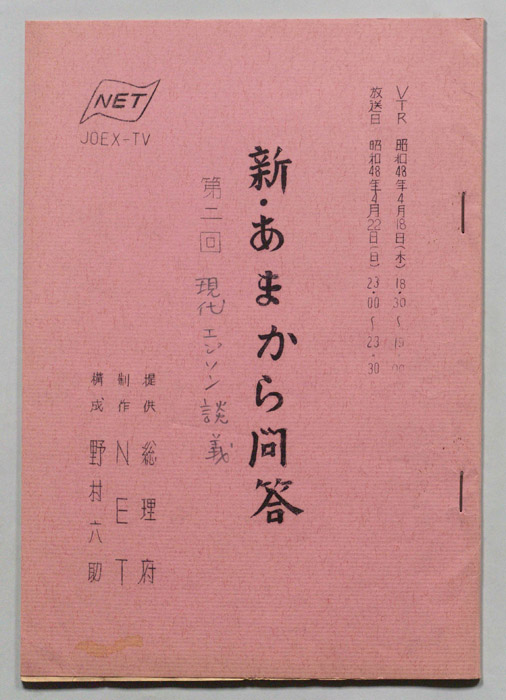 VTR 昭和48年4月18日(水) 18.30〜19.00
放送日 昭和48年4月22日(日) 23.00〜23.30
新・あまから問答
第二回 現代エジソン談義
提供 総理府
制作 NET
構成 野村六助
NET
JOEX-TV